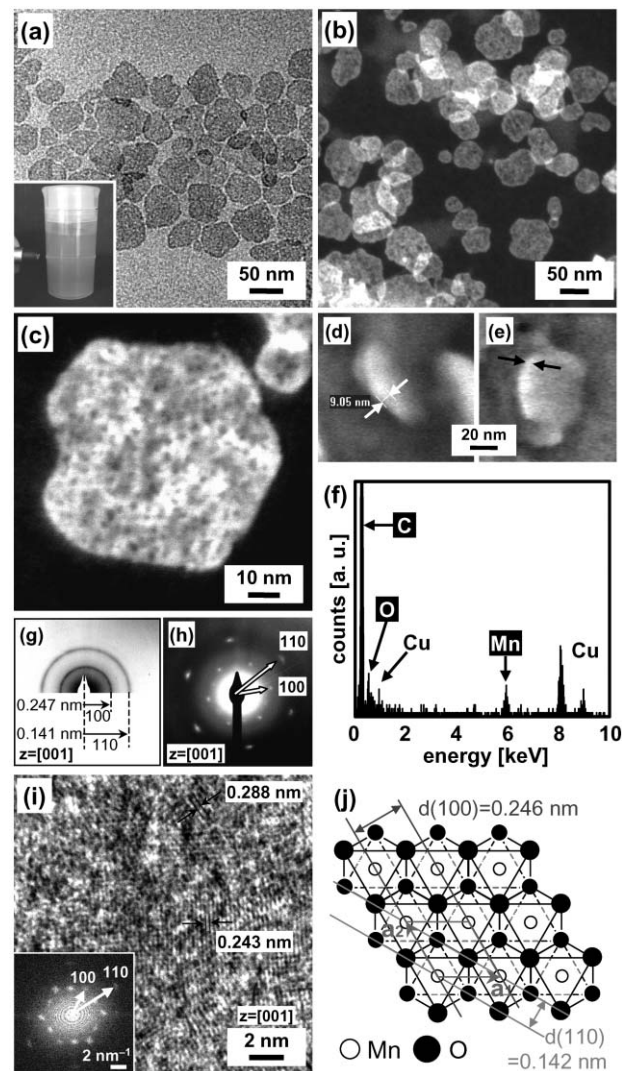 (a)
50 nm
(b)
50 nm
(c)
10 nm
(d)
9.05 nm
(e)
20 nm
(f)
C
O
Cu
Mn
Cu
counts [a. u.]
0 2 4 6 8 10
energy [keV]
(g)
0.247 nm
100
0.141 nm
110
z=[001]
(h)
110
100
z=[001]
(i)
0.288 nm
0.243 nm
100
110
2 nm⁻¹
z=[001]
2 nm
(j)
d(100)=0.246 nm
a₂
a₁
d(110)
=0.142 nm
Mn
O